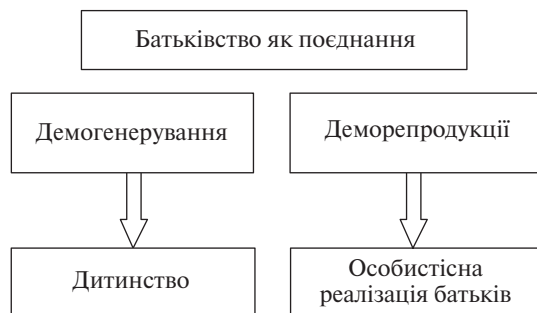 Батьківство як поєднання
Демогенерування
Деморепродукції
Дитинство
Особистісна
реалізація батьків